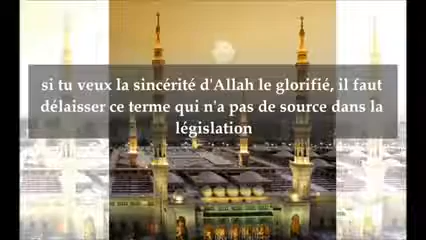 si tu veux la sincérité d'Allah le glorifié, il faut
délaisser ce terme qui n'a pas de source dans la
législation